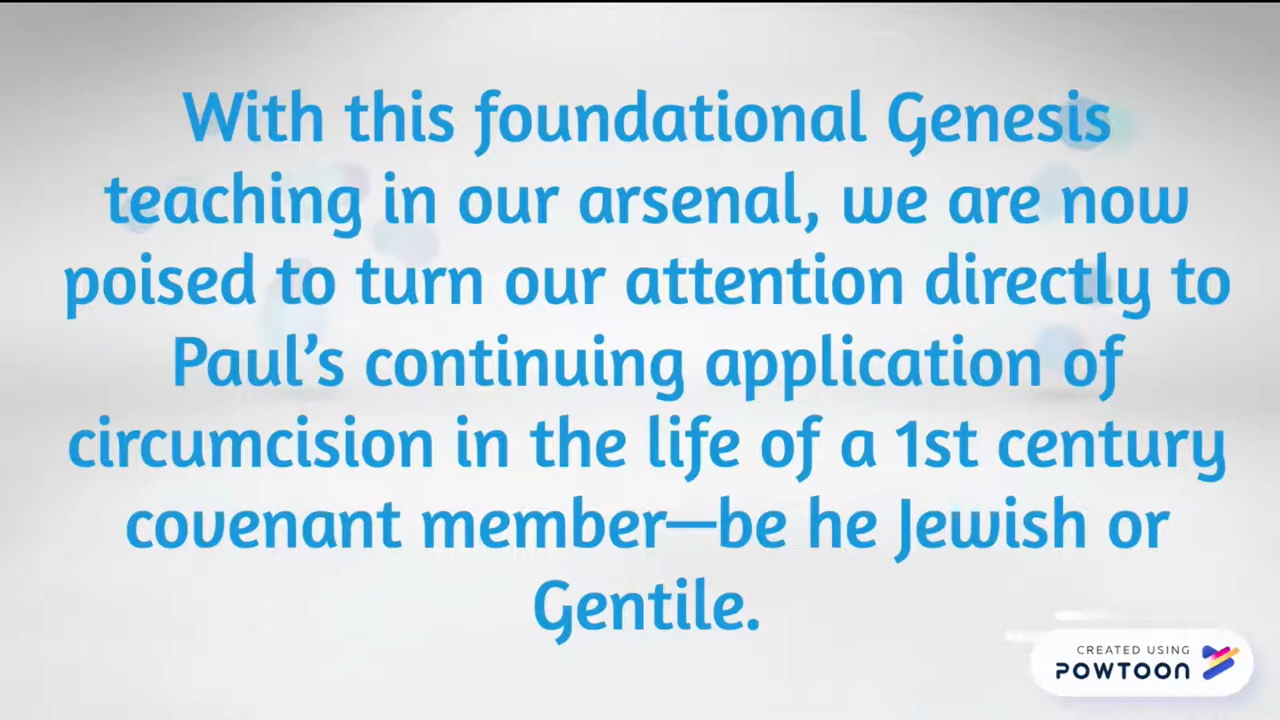 With this foundational Genesis
teaching in our arsenal, we are now
poised to turn our attention directly to
Paul’s continuing application of
circumcision in the life of a 1st century
covenant member—be he Jewish or
Gentile.
CREATED USING
POWTOON